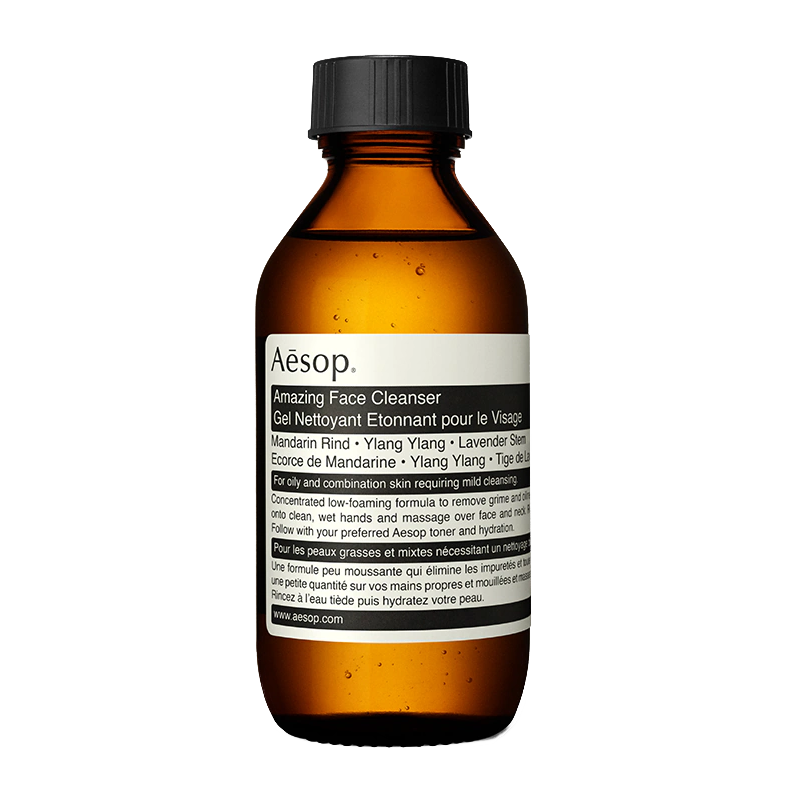 Aēsop®
Amazing Face Cleanser
Gel Nettoyant Etonnant pour le Visage
Mandarin Rind • Ylang Ylang • Lavender Stem
Ecorce de Mandarine • Ylang Ylang • Tige de
For oily and combination skin requiring mild cleansing
Concentrated low-foaming formula to remove grime and
onto clean, wet hands and massage over face and neck.
Follow with your preferred Aesop toner and hydration.
Pour les peaux grasses et mixtes nécessitant un nettoyage
Une formule peu moussante qui élimine les impuretés et
une petite quantité sur vos mains propres et mouillées et
Rincez à l'eau tiède puis hydratez votre peau.
www.aesop.com